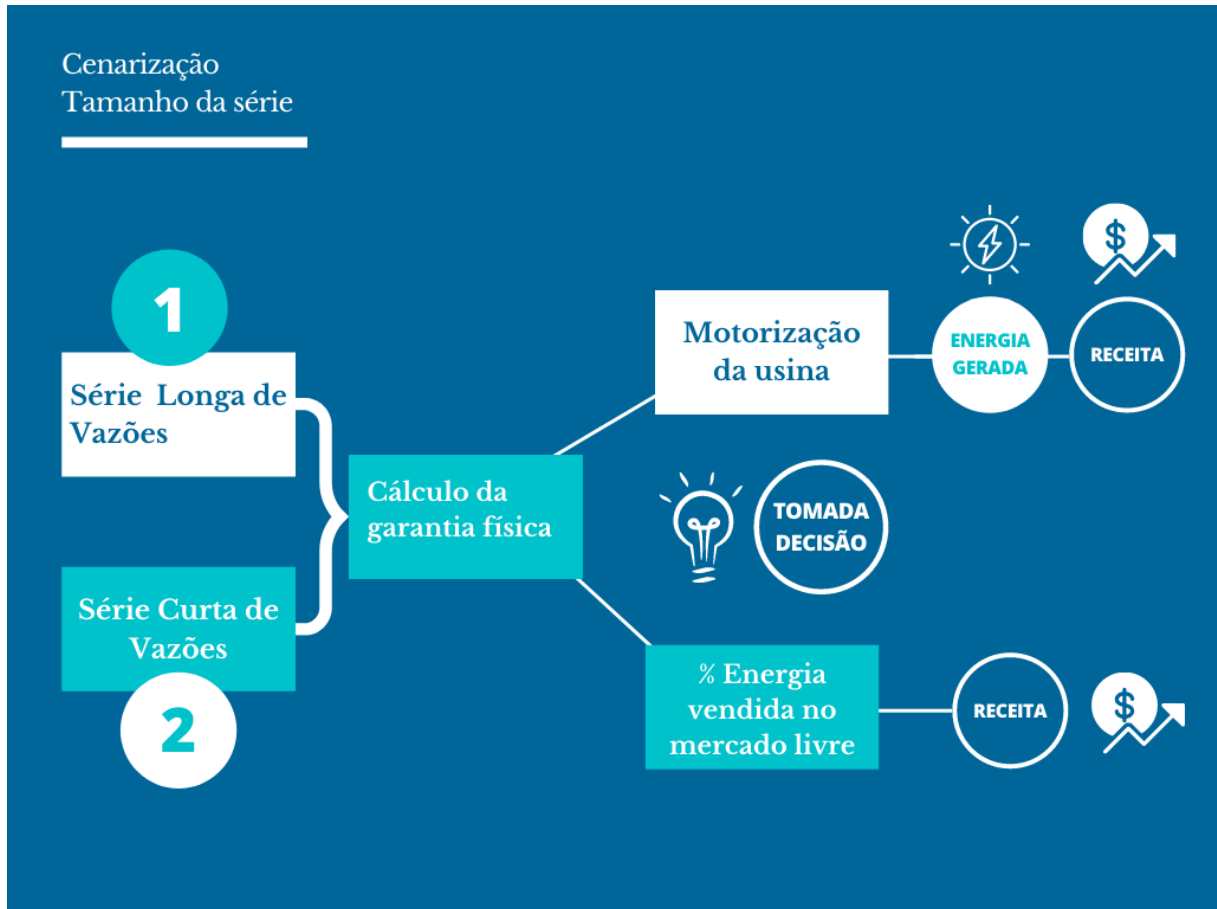 Cenarização
Tamanho da série
1
Série Longa de
Vazões
Série Curta de
Vazões
2
Cálculo da
garantia física
Motorização
da usina
ENERGIA
GERADA
$
RECEITA
TOMADA
DECISÃO
% Energia
vendida no
mercado livre
RECEITA
$